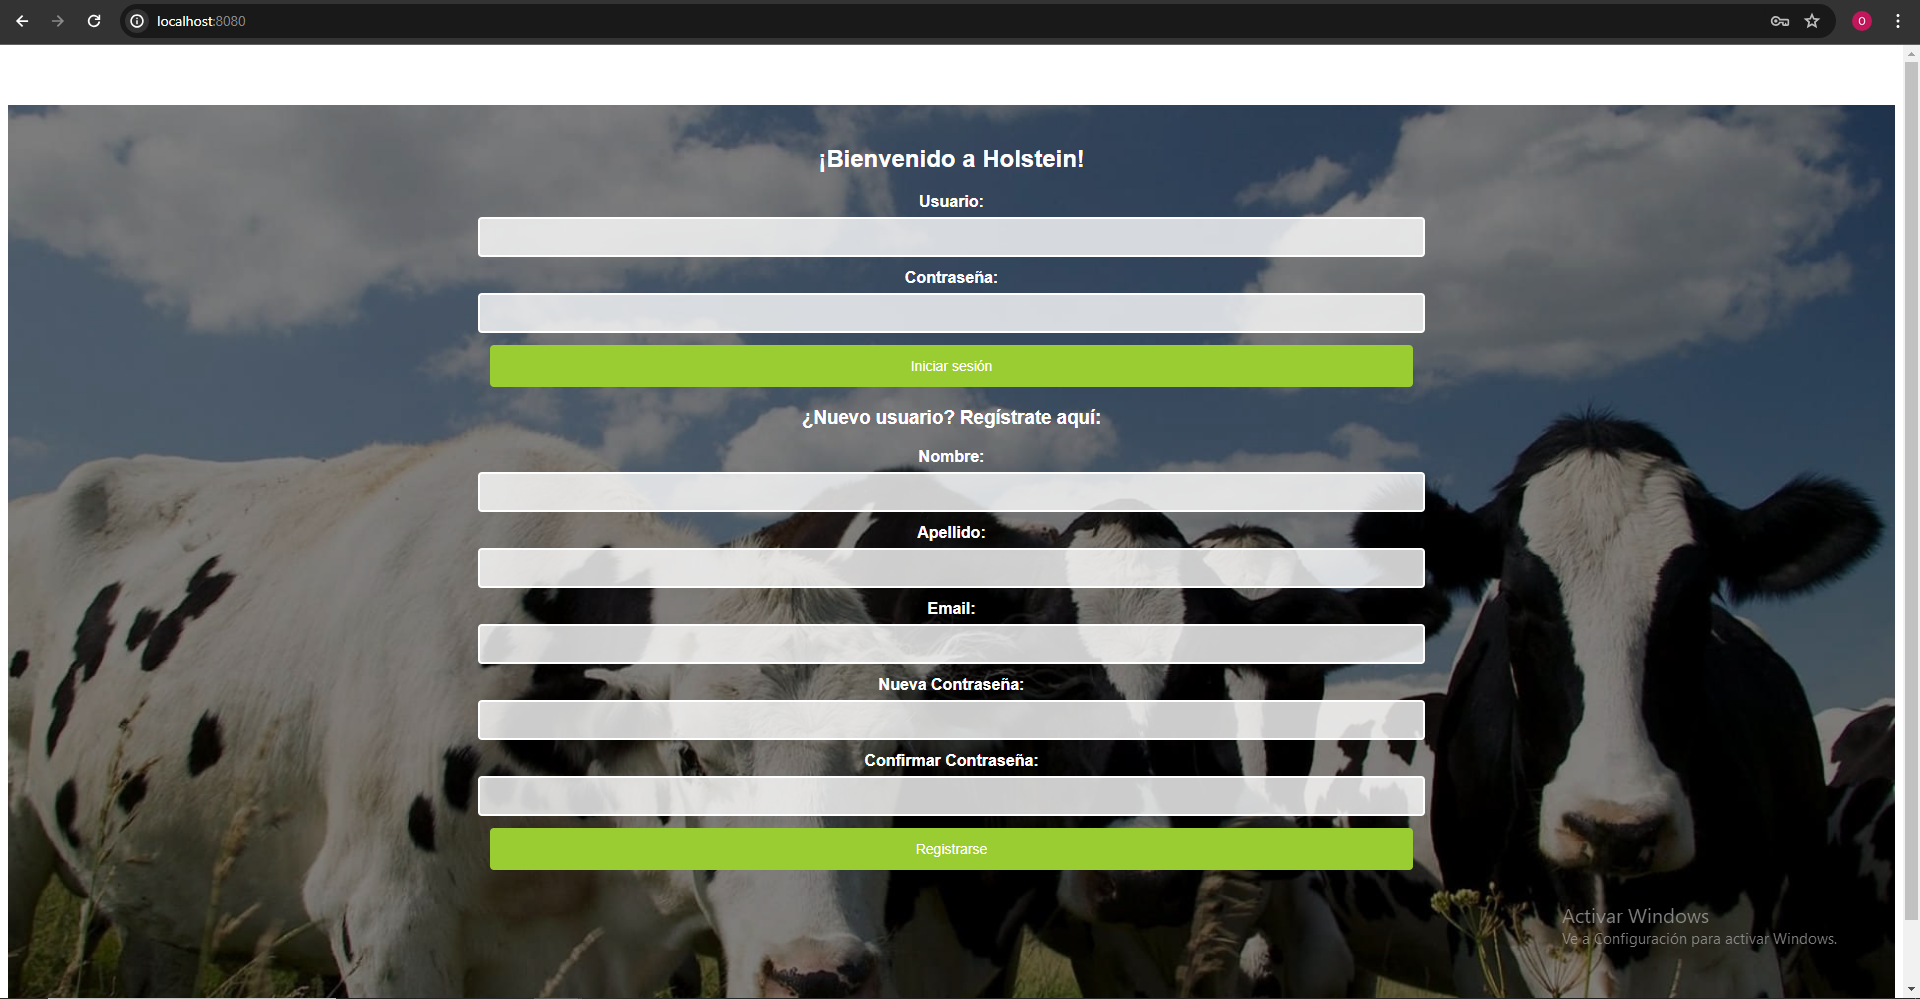 localhost:8080
O
¡Bienvenido a Holstein!
Usuario:
Contraseña:
Iniciar sesión
¿Nuevo usuario? Regístrate aquí:
Nombre:
Apellido:
Email:
Nueva Contraseña:
Confirmar Contraseña:
Registrarse
Activar Windows
Ve a Configuración para activar Windows.